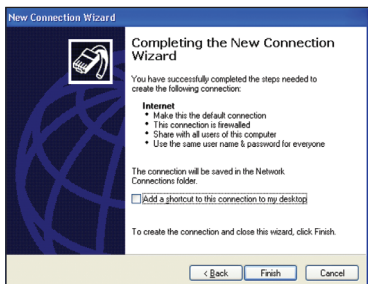 New Connection Wizard
Completing the New Connection
Wizard
You have successfully completed the steps needed to
create the following connection:
Internet
• Make this the default connection
• This connection is firewalled
• Share with all users of this computer
• Use the same user name & password for everyone
The connection will be saved in the Network
Connections folder.
Add a shortcut to this connection to my desktop
To create the connection and close this wizard, click Finish.
< Back
Finish
Cancel